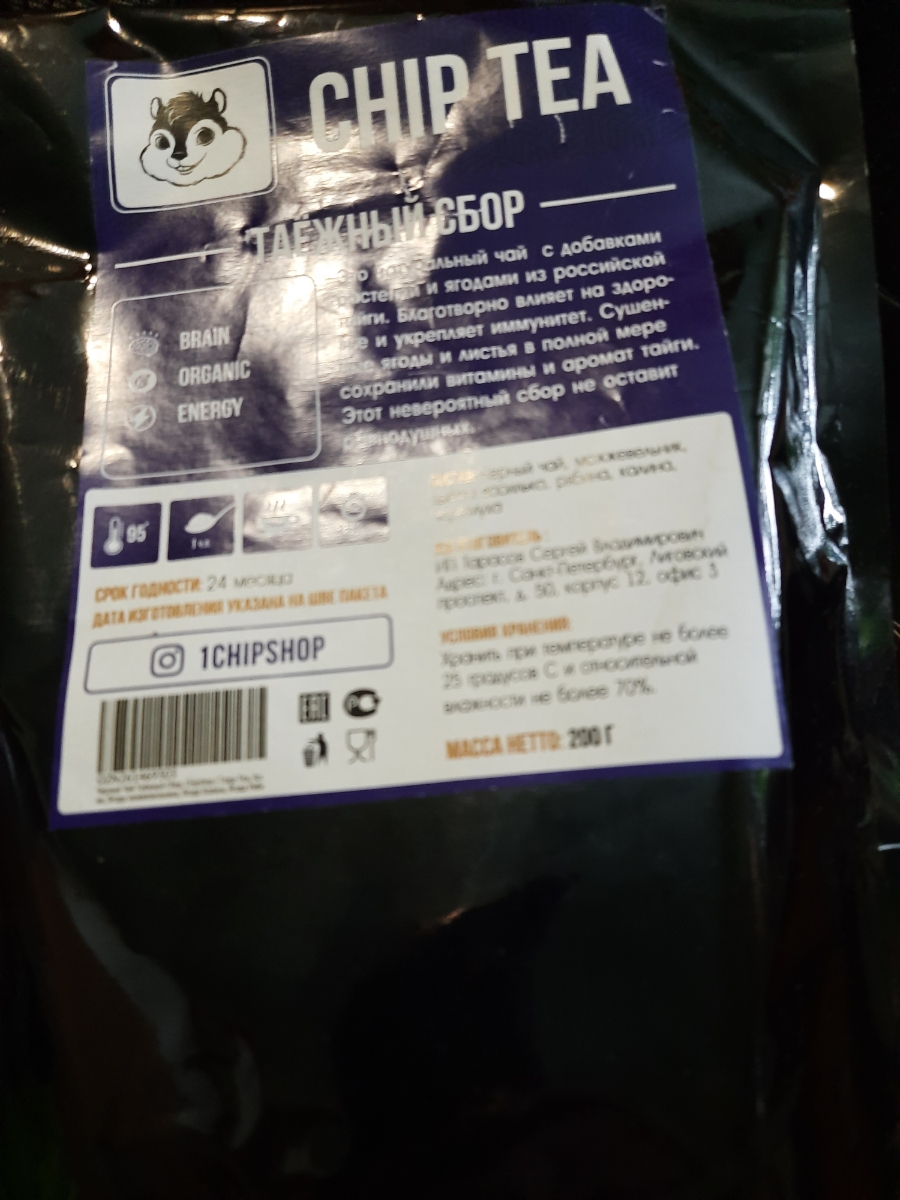 CHIP TEA
ТАЁЖНЫЙ СБОР
чай с добавками
и ягодами из российской
Благотворно влияет на здоро-
и укрепляет иммунитет. Сушен-
ягоды и листья в полной мере
сохранили витамины и аромат тайги.
Этот невероятный сбор не оставит
равнодушных.
BRAIN
ORGANIC
ENERGY
95°
чёрный чай, можжевельник,
рябина, калина,
ИП Тарасов Сергей Владимирович
Адрес: г. Санкт-Петербург, Лиговский
проспект, д. 50, корпус 12, офис 3
СРОК ГОДНОСТИ: 24 месяца
ДАТА ИЗГОТОВЛЕНИЯ УКАЗАНА НА ШВЕ ПАКЕТА
1CHIPSHOP
EAC
УСЛОВИЯ ХРАНЕНИЯ:
Хранить при температуре не более
25 градусов С и относительной
влажности не более 70%.
МАССА НЕТТО: 200 Г